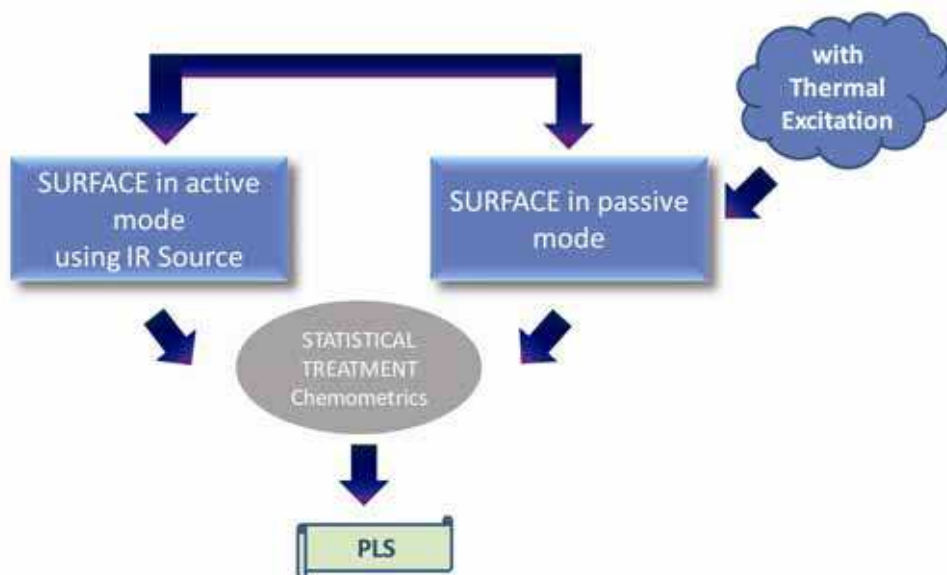 with
Thermal
Excitation
SURFACE in active
mode
using IR Source
SURFACE in passive
mode
STATISTICAL
TREATMENT
Chemometrics
PLS